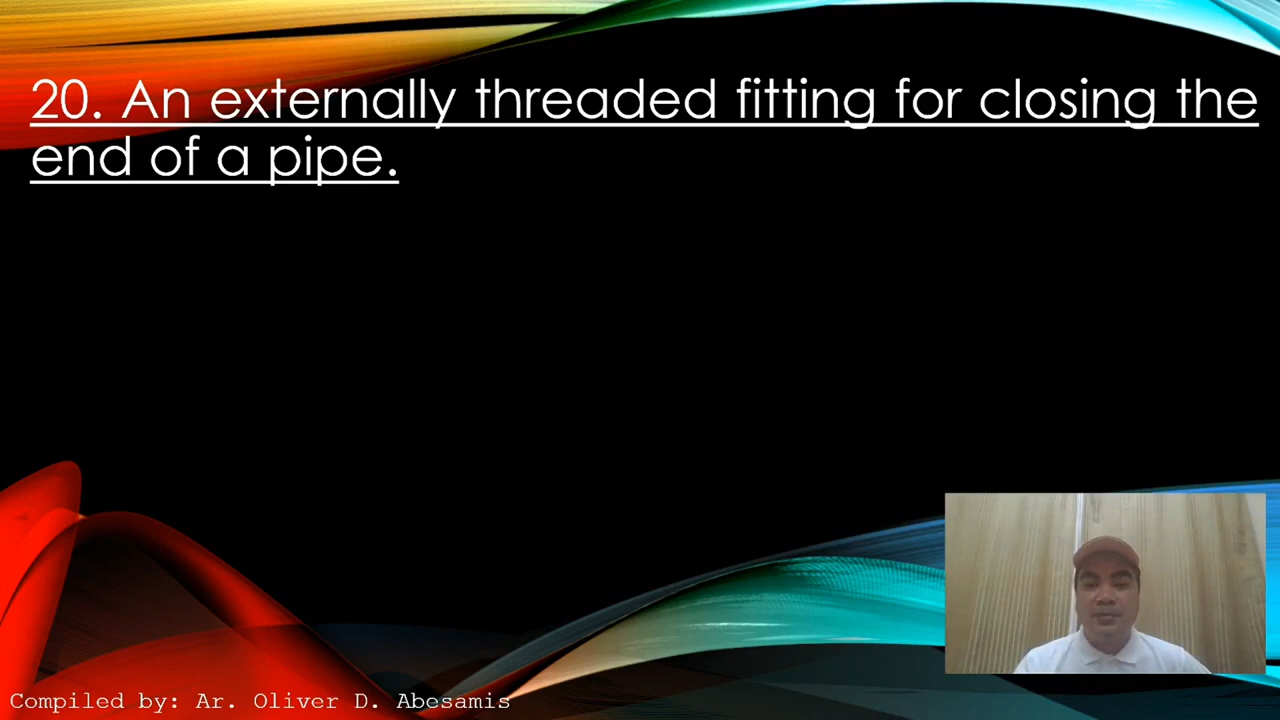 20. An externally threaded fitting for closing the
end of a pipe.
Compiled by: Ar. Oliver D. Abesamis